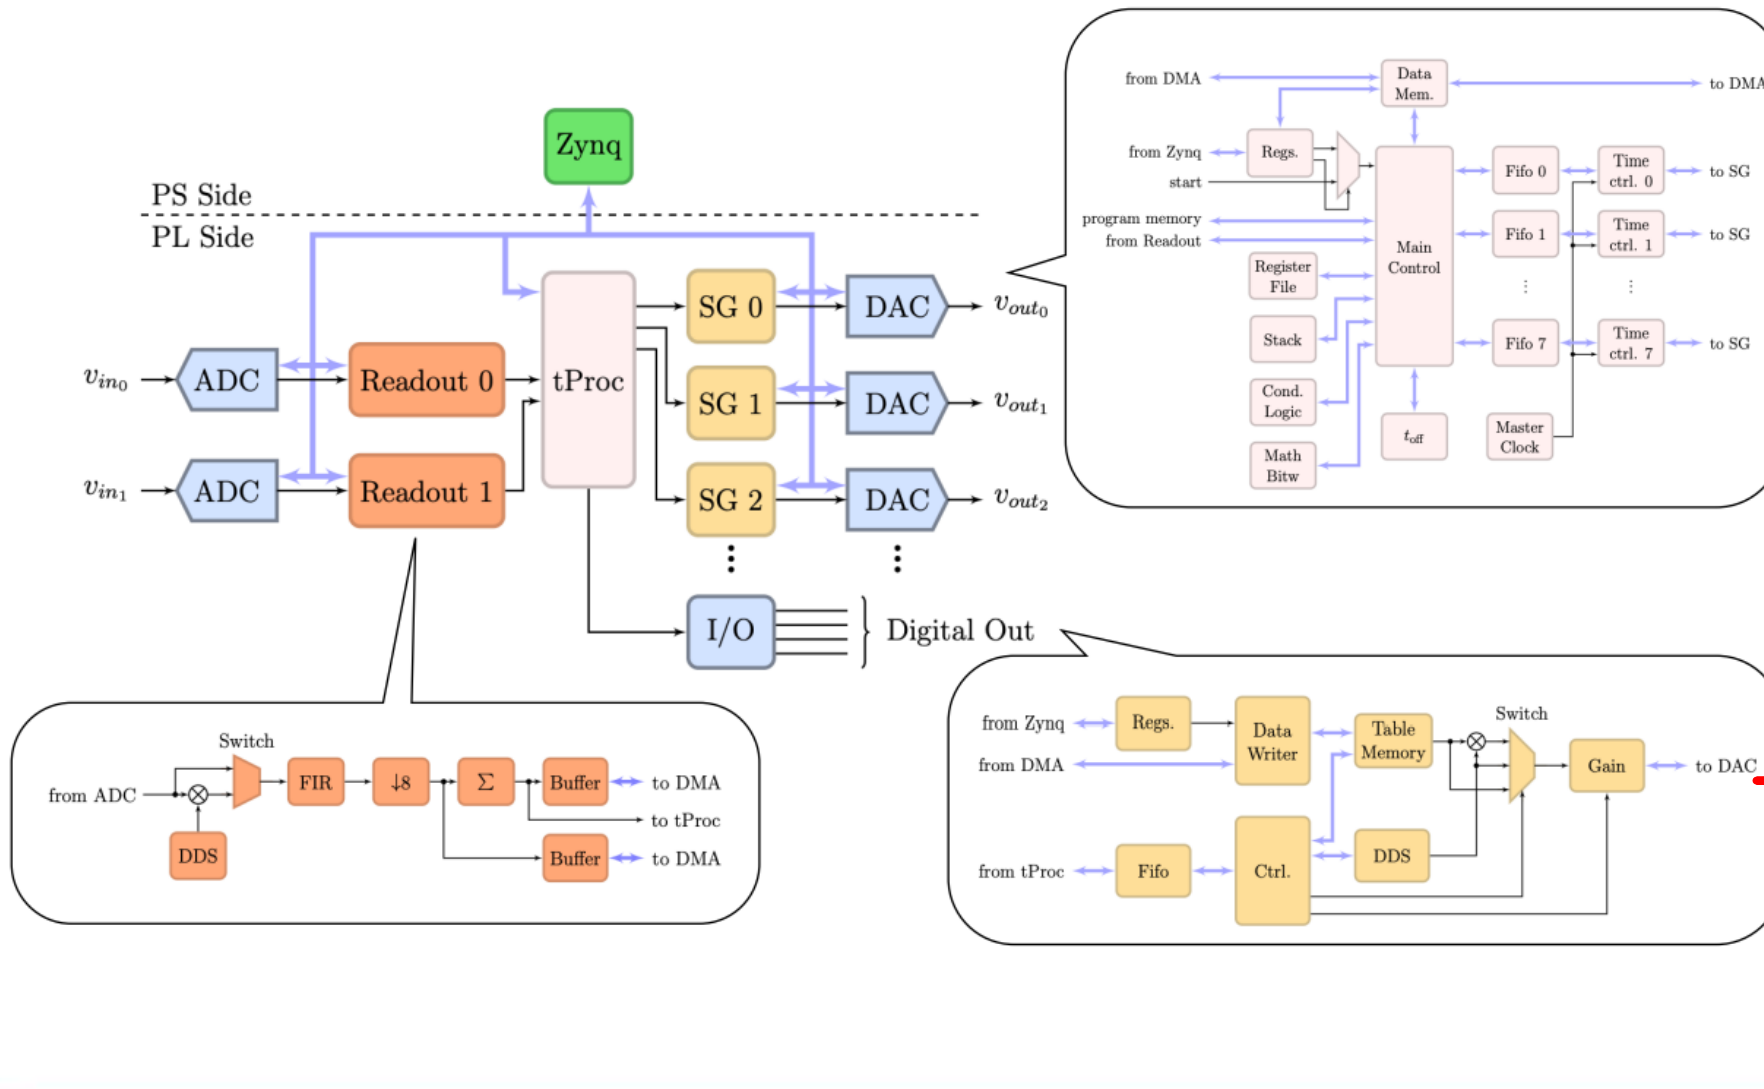 Zynq
PS Side
PL Side
v_in0
ADC
Readout 0
v_in1
ADC
Readout 1
tProc
SG 0
DAC
v_out0
SG 1
DAC
v_out1
SG 2
DAC
v_out2
I/O
Digital Out
from DMA
Data
Mem.
to DMA
from Zynq
Regs.
start
program memory
from Readout
Main
Control
Fifo 0
Time
ctrl. 0
to SG
Fifo 1
Time
ctrl. 1
to SG
Fifo 7
Time
ctrl. 7
to SG
Register
File
Stack
Cond.
Logic
Math
Bitw
t_off
Master
Clock
Switch
from ADC
DDS
FIR
↓8
Σ
Buffer
to DMA
to tProc
Buffer
to DMA
from Zynq
Regs.
from DMA
Data
Writer
Table
Memory
Switch
Gain
to DAC
from tProc
Fifo
Ctrl.
DDS